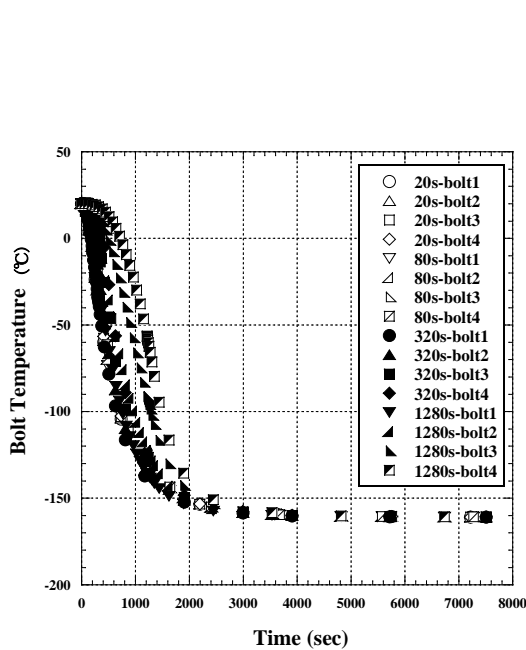 50
0
-50
-100
-150
-200
Bolt Temperature (℃)
20s-bolt1
20s-bolt2
20s-bolt3
20s-bolt4
80s-bolt1
80s-bolt2
80s-bolt3
80s-bolt4
320s-bolt1
320s-bolt2
320s-bolt3
320s-bolt4
1280s-bolt1
1280s-bolt2
1280s-bolt3
1280s-bolt4
0 1000 2000 3000 4000 5000 6000 7000 8000
Time (sec)